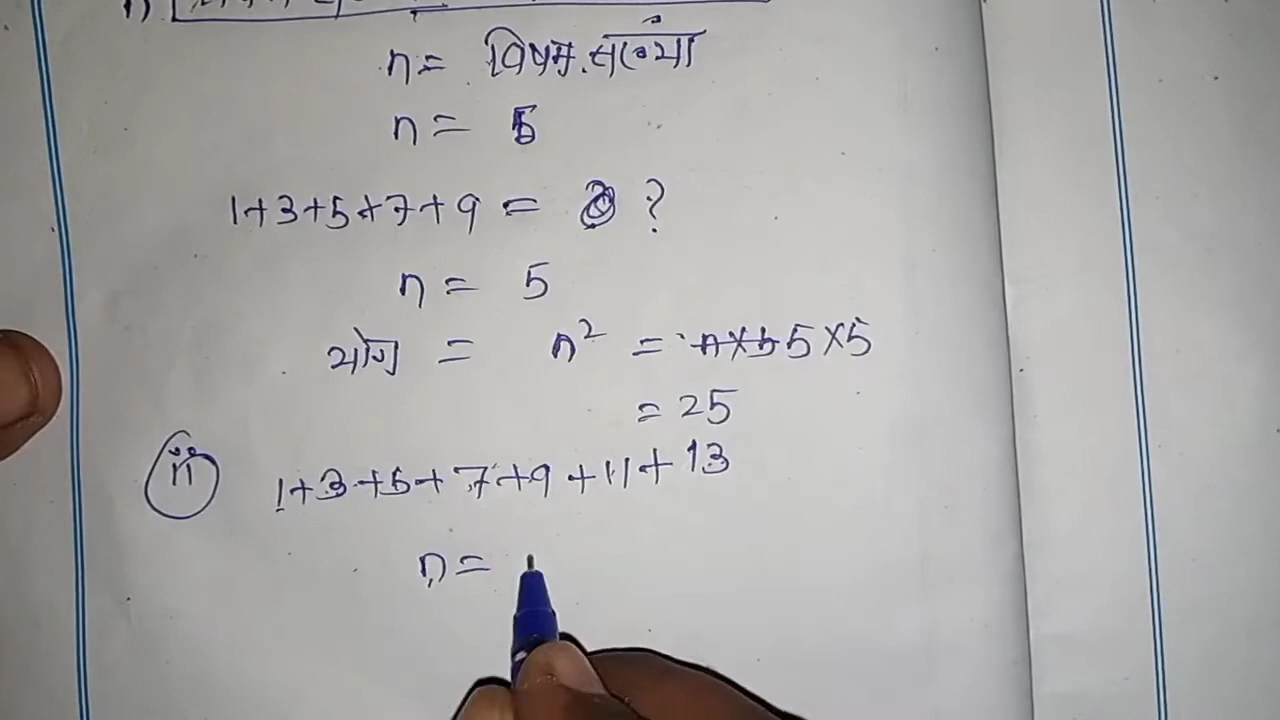 n = विषम संख्या
n = 5
1+3+5+7+9 = ?
n = 5
योग = n² = 5×5
= 25
ii 1+3+5+7+9+11+13
n =